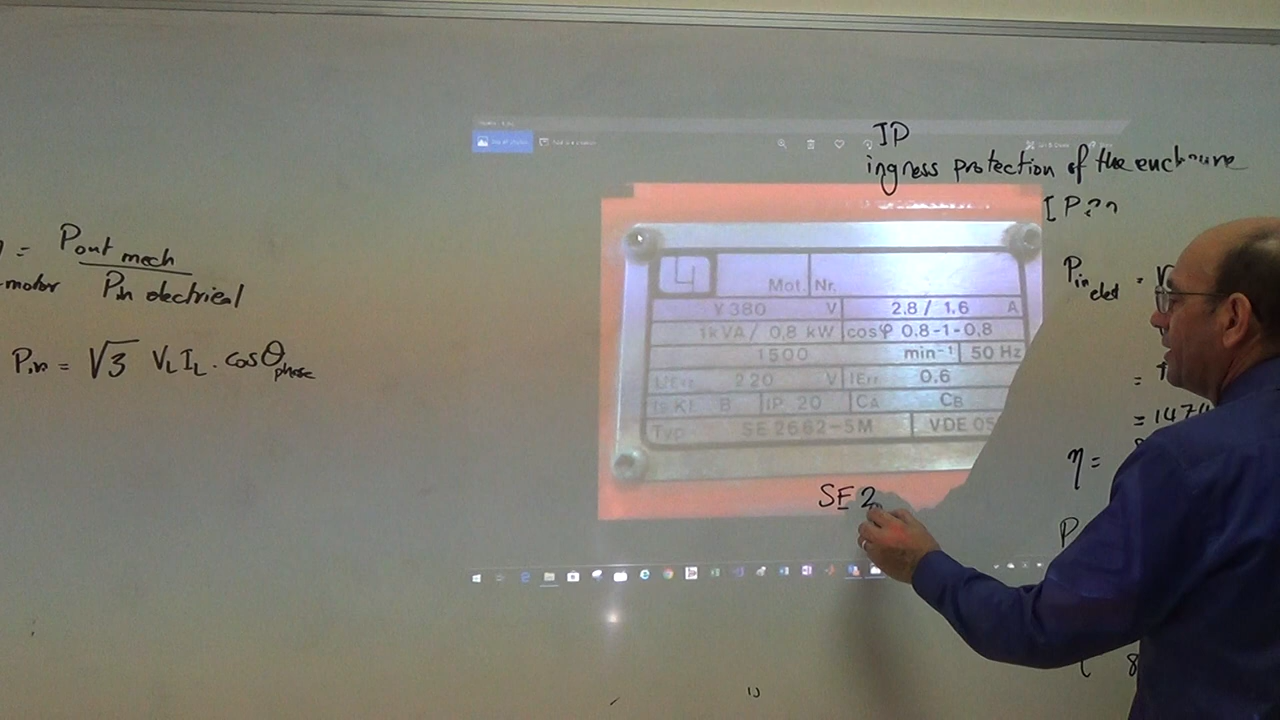 IP
ingress protection of the enclosure
IP
η = Pout mech
motor Pin electrical
Pin = √3 VL IL . cosθphase
4
Mot. Nr.
Y 380 V 2.8 / 1.6 A
1kVA / 0,8 kW cosφ 0.8-1-0.8
1500 min⁻¹ 50 Hz
220 V IErr 0.6
Is Kl B IP 20 CA CB
Typ SE 2662-5M VDE 05
SE 2
Pin elect =
=
= 1474
η =
P
8